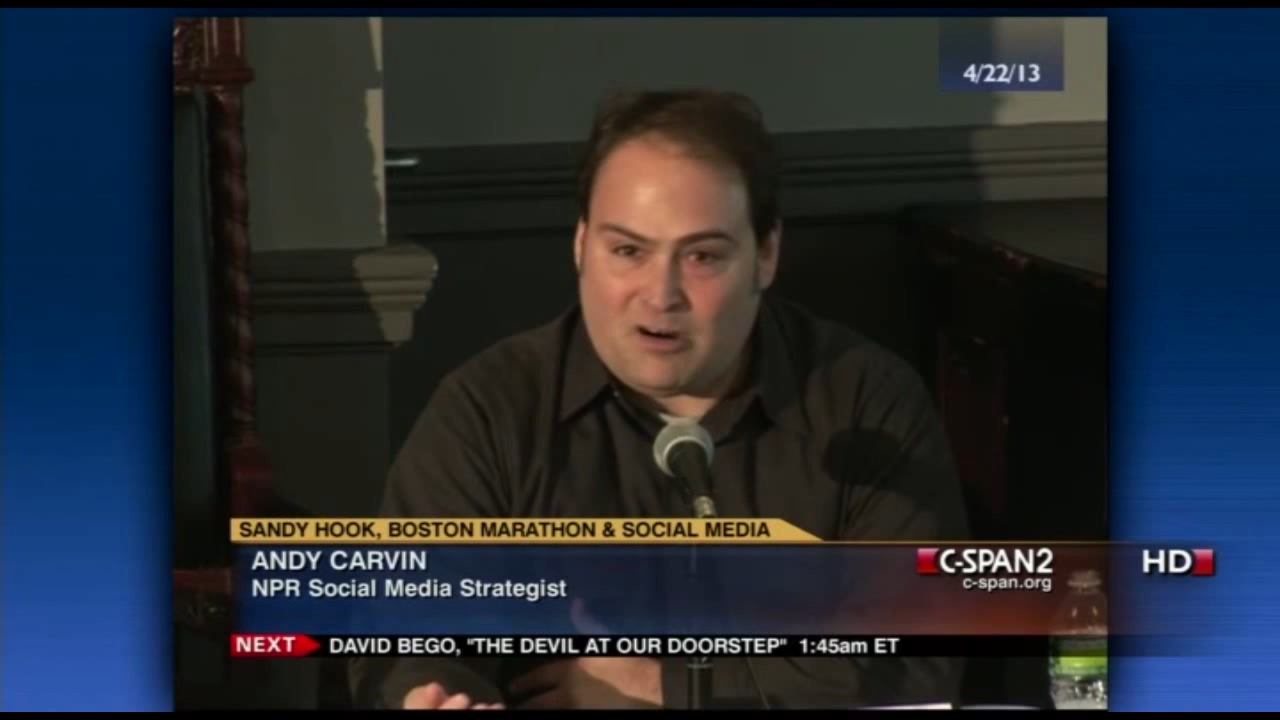 4/22/13
SANDY HOOK, BOSTON MARATHON & SOCIAL MEDIA
ANDY CARVIN
NPR Social Media Strategist
C-SPAN2
c-span.org
HD
NEXT
DAVID BEGO, "THE DEVIL AT OUR DOORSTEP" 1:45am ET